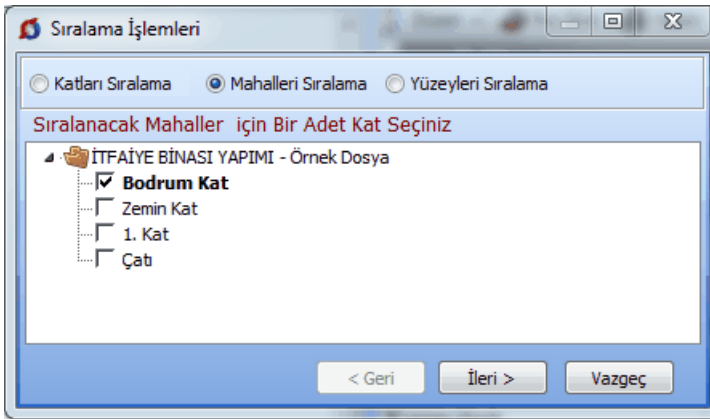 Sıralama İşlemleri
Katları Sıralama Mahalleri Sıralama Yüzeyleri Sıralama
Sıralanacak Mahaller için Bir Adet Kat Seçiniz
İTFAİYE BİNASI YAPIMI - Örnek Dosya
Bodrum Kat
Zemin Kat
1. Kat
Çatı
< Geri İleri > Vazgeç